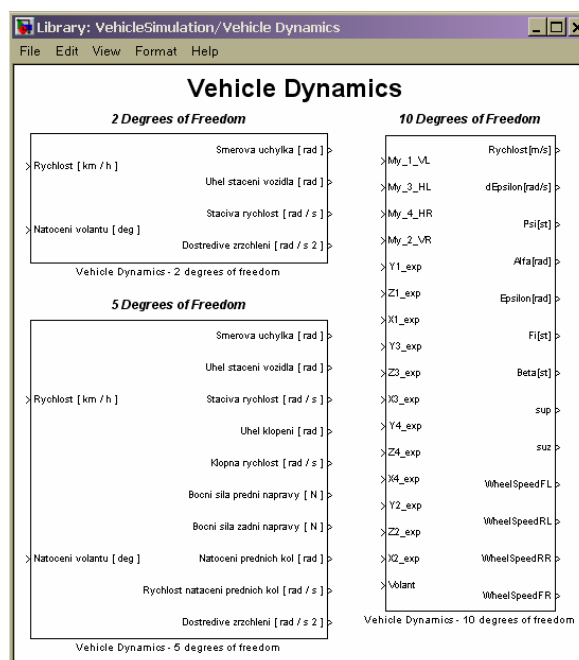 Library: VehicleSimulation/Vehicle Dynamics
File Edit View Format Help
Vehicle Dynamics
2 Degrees of Freedom
Rychlost [ km / h ]
Natoceni volantu [ deg ]
Smerova uchylka [ rad ]
Uhel staceni vozidla [ rad ]
Staciva rychlost [ rad / s ]
Dostredive zrzchleni [ rad / s 2 ]
Vehicle Dynamics - 2 degrees of freedom
5 Degrees of Freedom
Rychlost [ km / h ]
Natoceni volantu [ deg ]
Smerova uchylka [ rad ]
Uhel staceni vozidla [ rad ]
Staciva rychlost [ rad / s ]
Uhel klopeni [ rad ]
Klopna rychlost [ rad / s ]
Bocni sila predni napravy [ N ]
Bocni sila zadni napravy [ N ]
Natoceni prednich kol [ rad ]
Rychlost nataceni prednich kol [ rad / s ]
Dostredive zrzchleni [ rad / s 2 ]
Vehicle Dynamics - 5 degrees of freedom
10 Degrees of Freedom
My_1_VL
My_3_HL
My_4_HR
My_2_VR
Y1_exp
Z1_exp
X1_exp
Y3_exp
Z3_exp
X3_exp
Y4_exp
Z4_exp
X4_exp
Y2_exp
Z2_exp
X2_exp
Volant
Rychlost[m/s]
dEpsilon[rad/s]
Psi[st]
Alfa[rad]
Epsilon[rad]
Fi[st]
Beta[st]
sup
suz
WheelSpeedFL
WheelSpeedRL
WheelSpeedRR
WheelSpeedFR
Vehicle Dynamics - 10 degrees of freedom